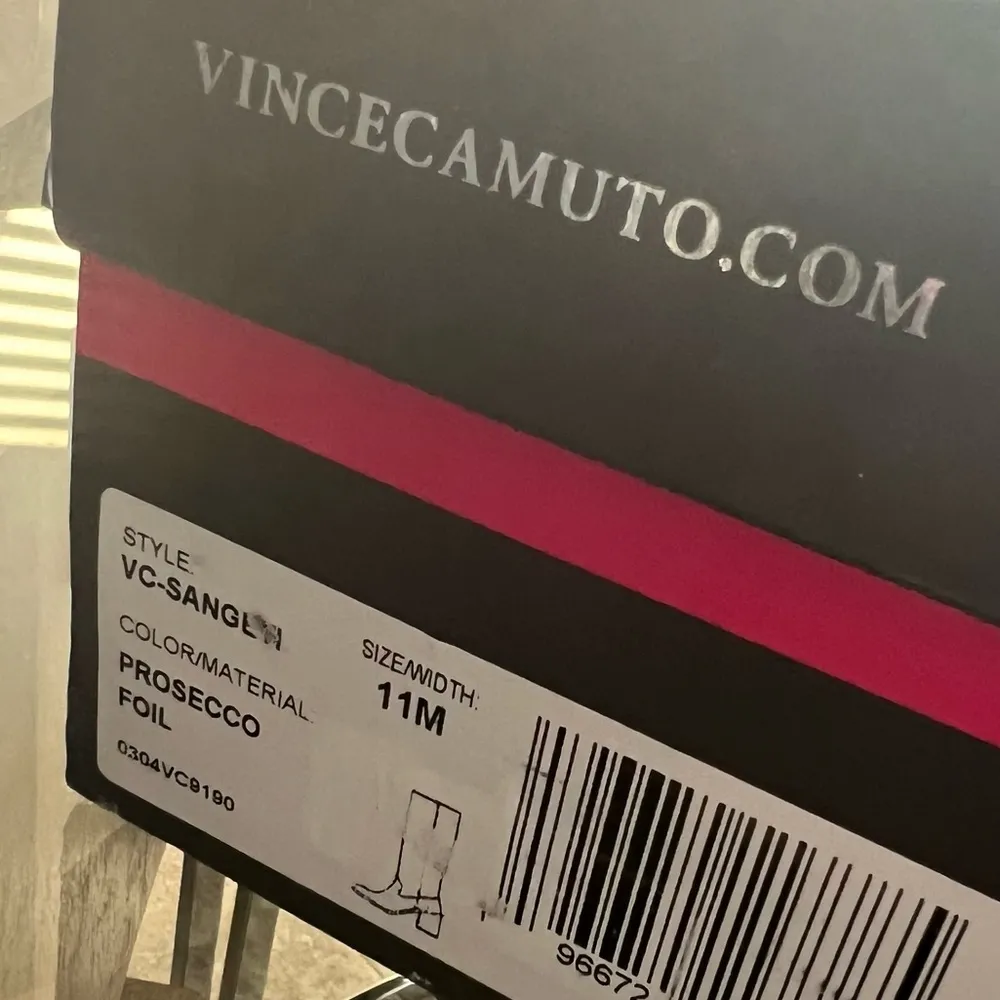 VINCECAMUTO.COM
STYLE:
COLOR/MATERIAL:
PROSECCO
FOIL
0304VC9190
SIZE/WIDTH:
11M
96672